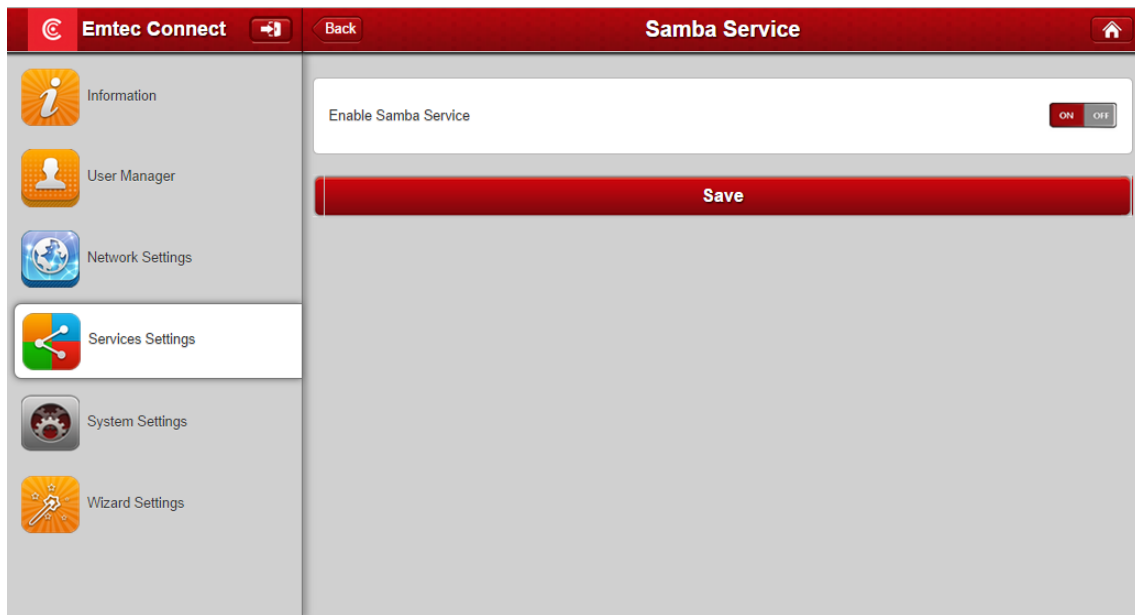 Emtec Connect
Back
Samba Service
Information
User Manager
Network Settings
Services Settings
System Settings
Wizard Settings
Enable Samba Service
ON OFF
Save